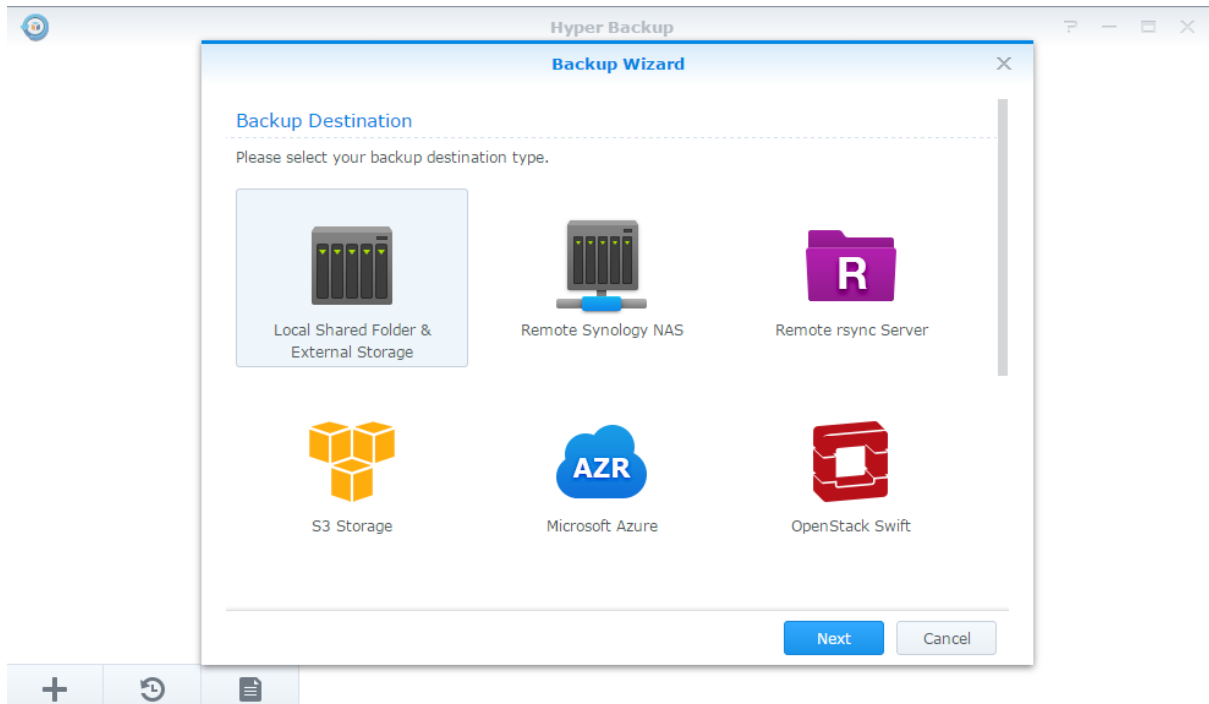 Hyper Backup
Backup Wizard
Backup Destination
Please select your backup destination type.
R
Local Shared Folder &
External Storage
Remote Synology NAS
Remote rsync Server
AZR
S3 Storage
Microsoft Azure
OpenStack Swift
Next
Cancel